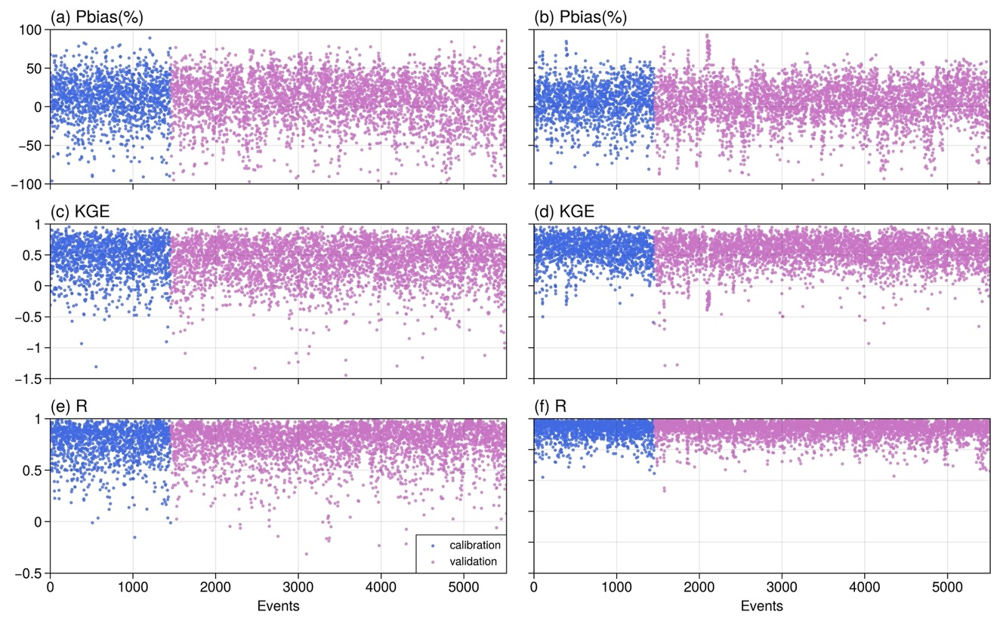 (a) Pbias(%)
100
50
0
−50
−100
(b) Pbias(%)
(c) KGE
1
0.5
0
−0.5
−1
−1.5
(d) KGE
(e) R
1
0.5
0
−0.5
0 1000 2000 3000 4000 5000
Events
calibration
validation
(f) R
0 1000 2000 3000 4000 5000
Events